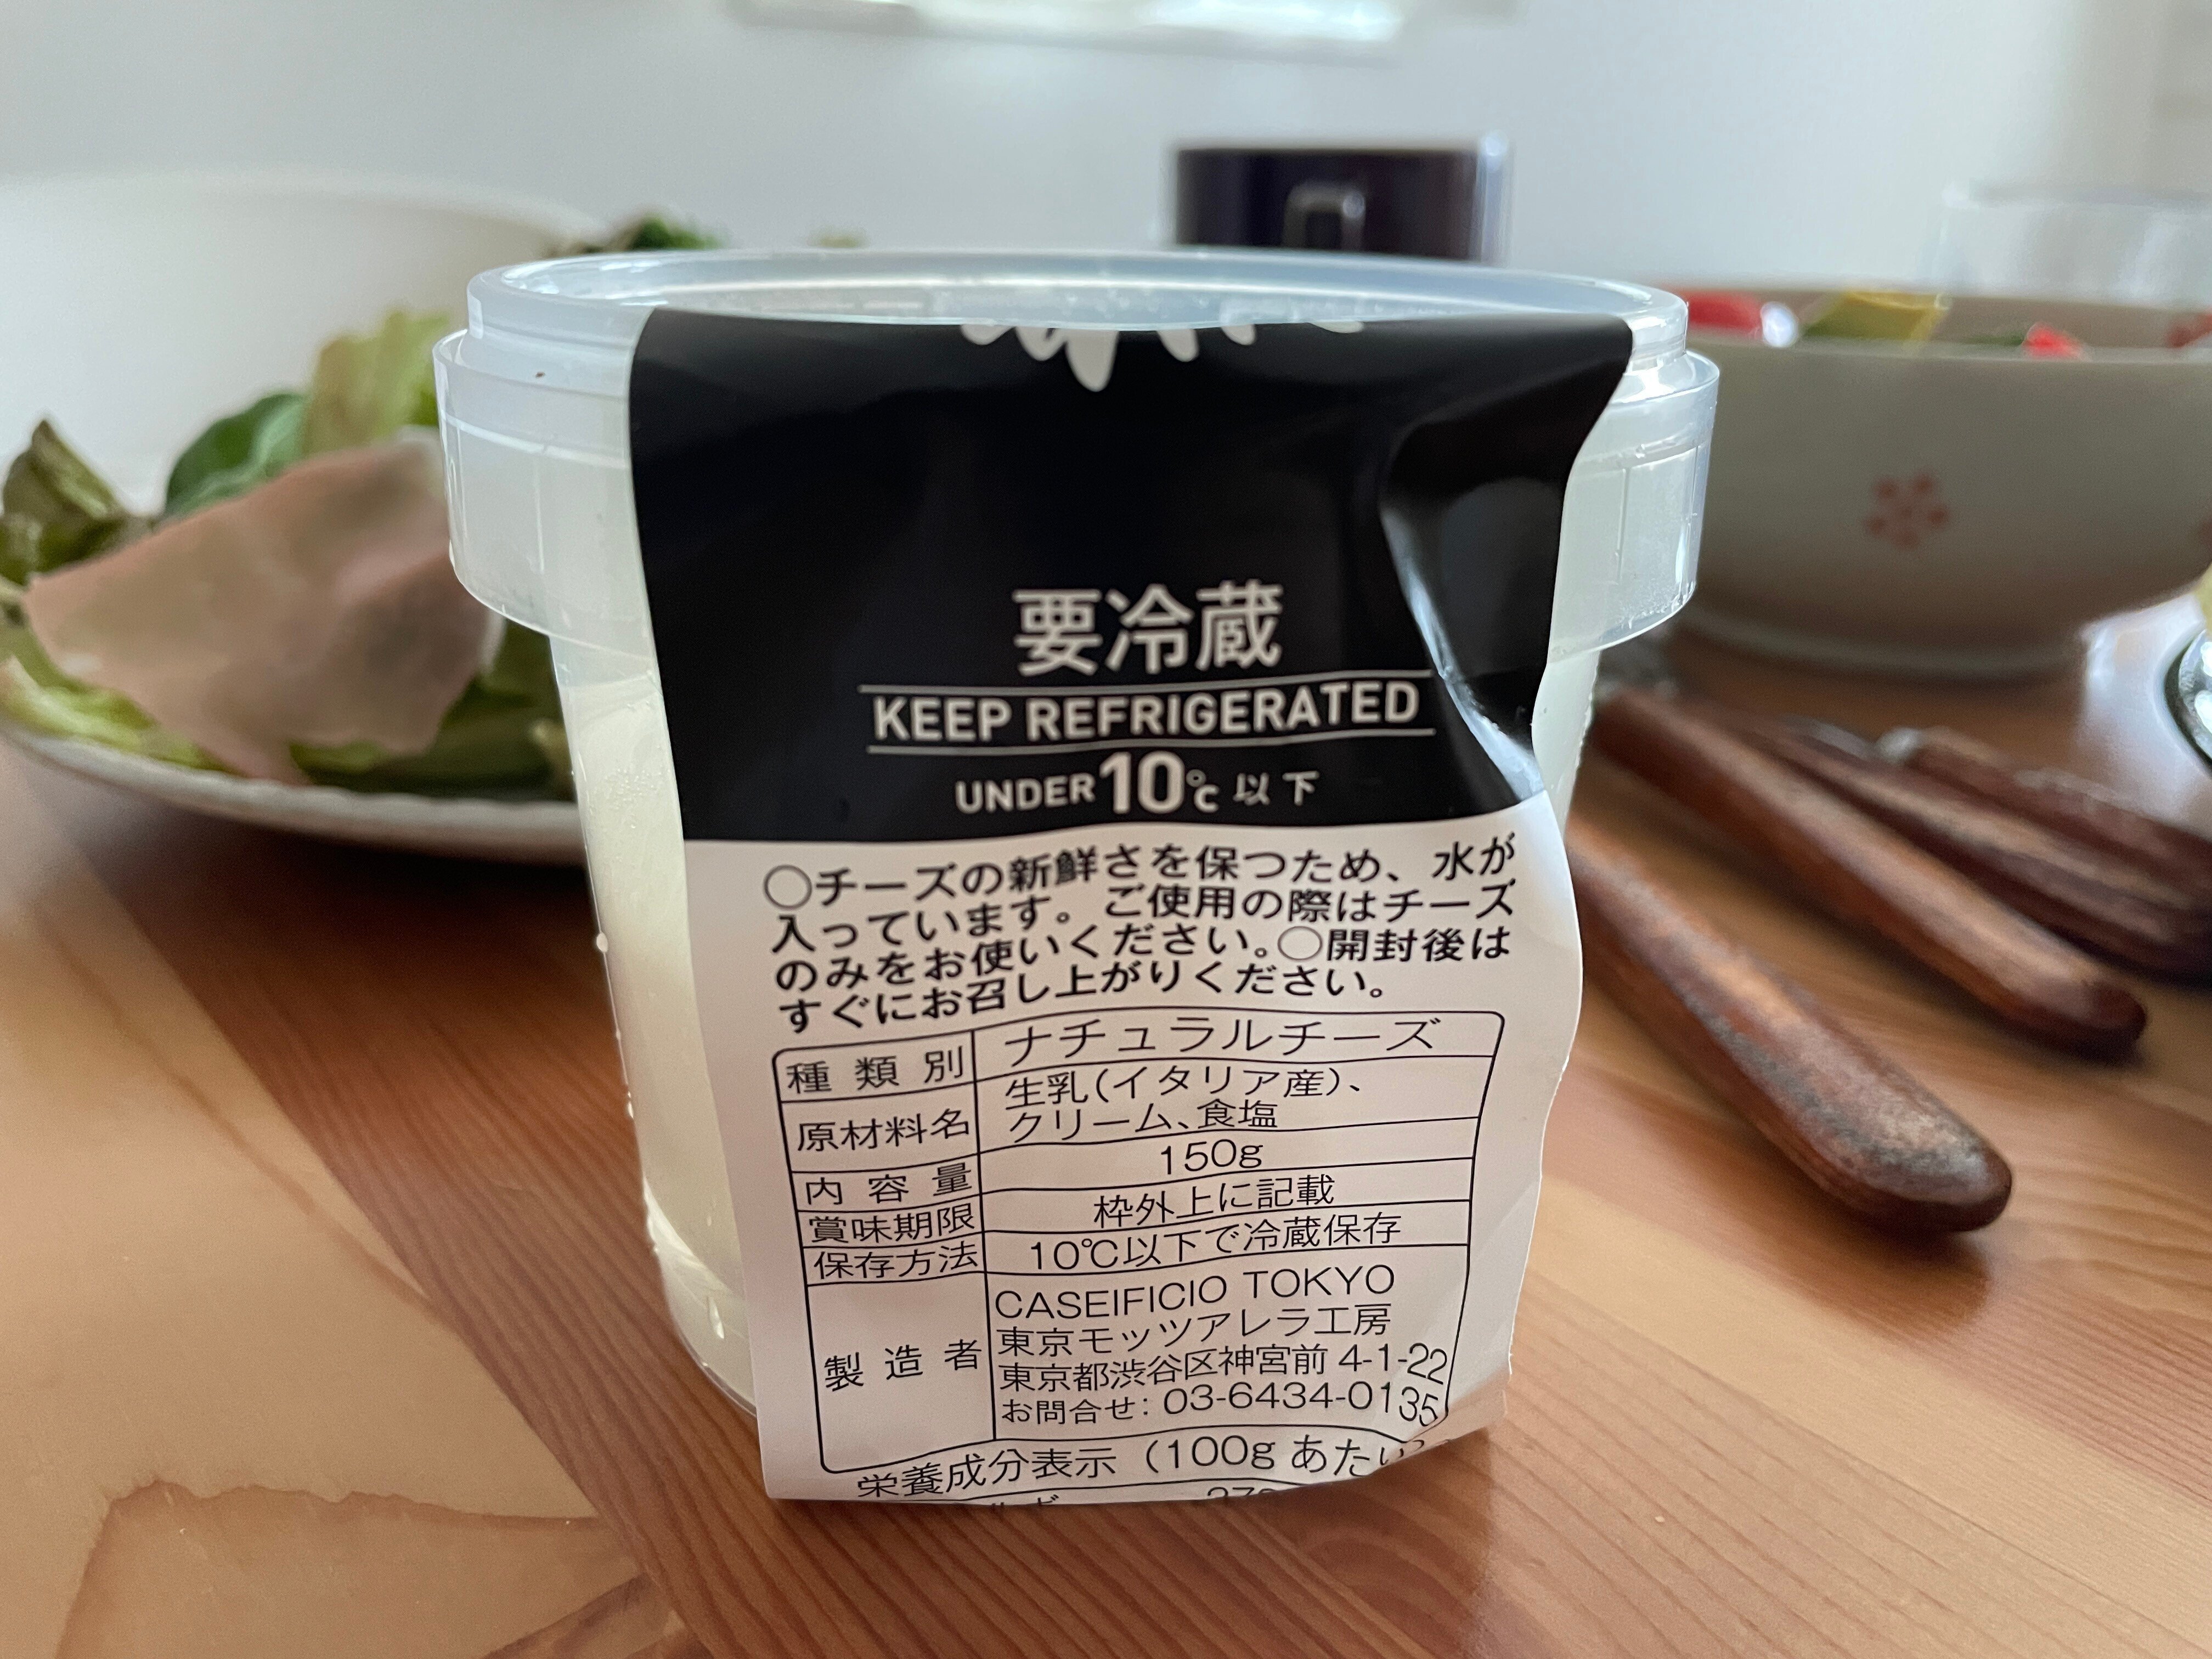 要冷蔵
KEEP REFRIGERATED
UNDER 10℃ 以下
○チーズの新鮮さを保つため、水が
入っています。ご使用の際はチーズ
のみをお使いください。○開封後は
すぐにお召し上がりください。
種類別 ナチュラルチーズ
原材料名 生乳(イタリア産)、
クリーム、食塩
内容量 150g
賞味期限 枠外上に記載
保存方法 10℃以下で冷蔵保存
製造者 CASEIFICIO TOKYO
東京モッツアレラ工房
東京都渋谷区神宮前 4-1-22
お問合せ: 03-6434-0135
栄養成分表示 (100g あたり